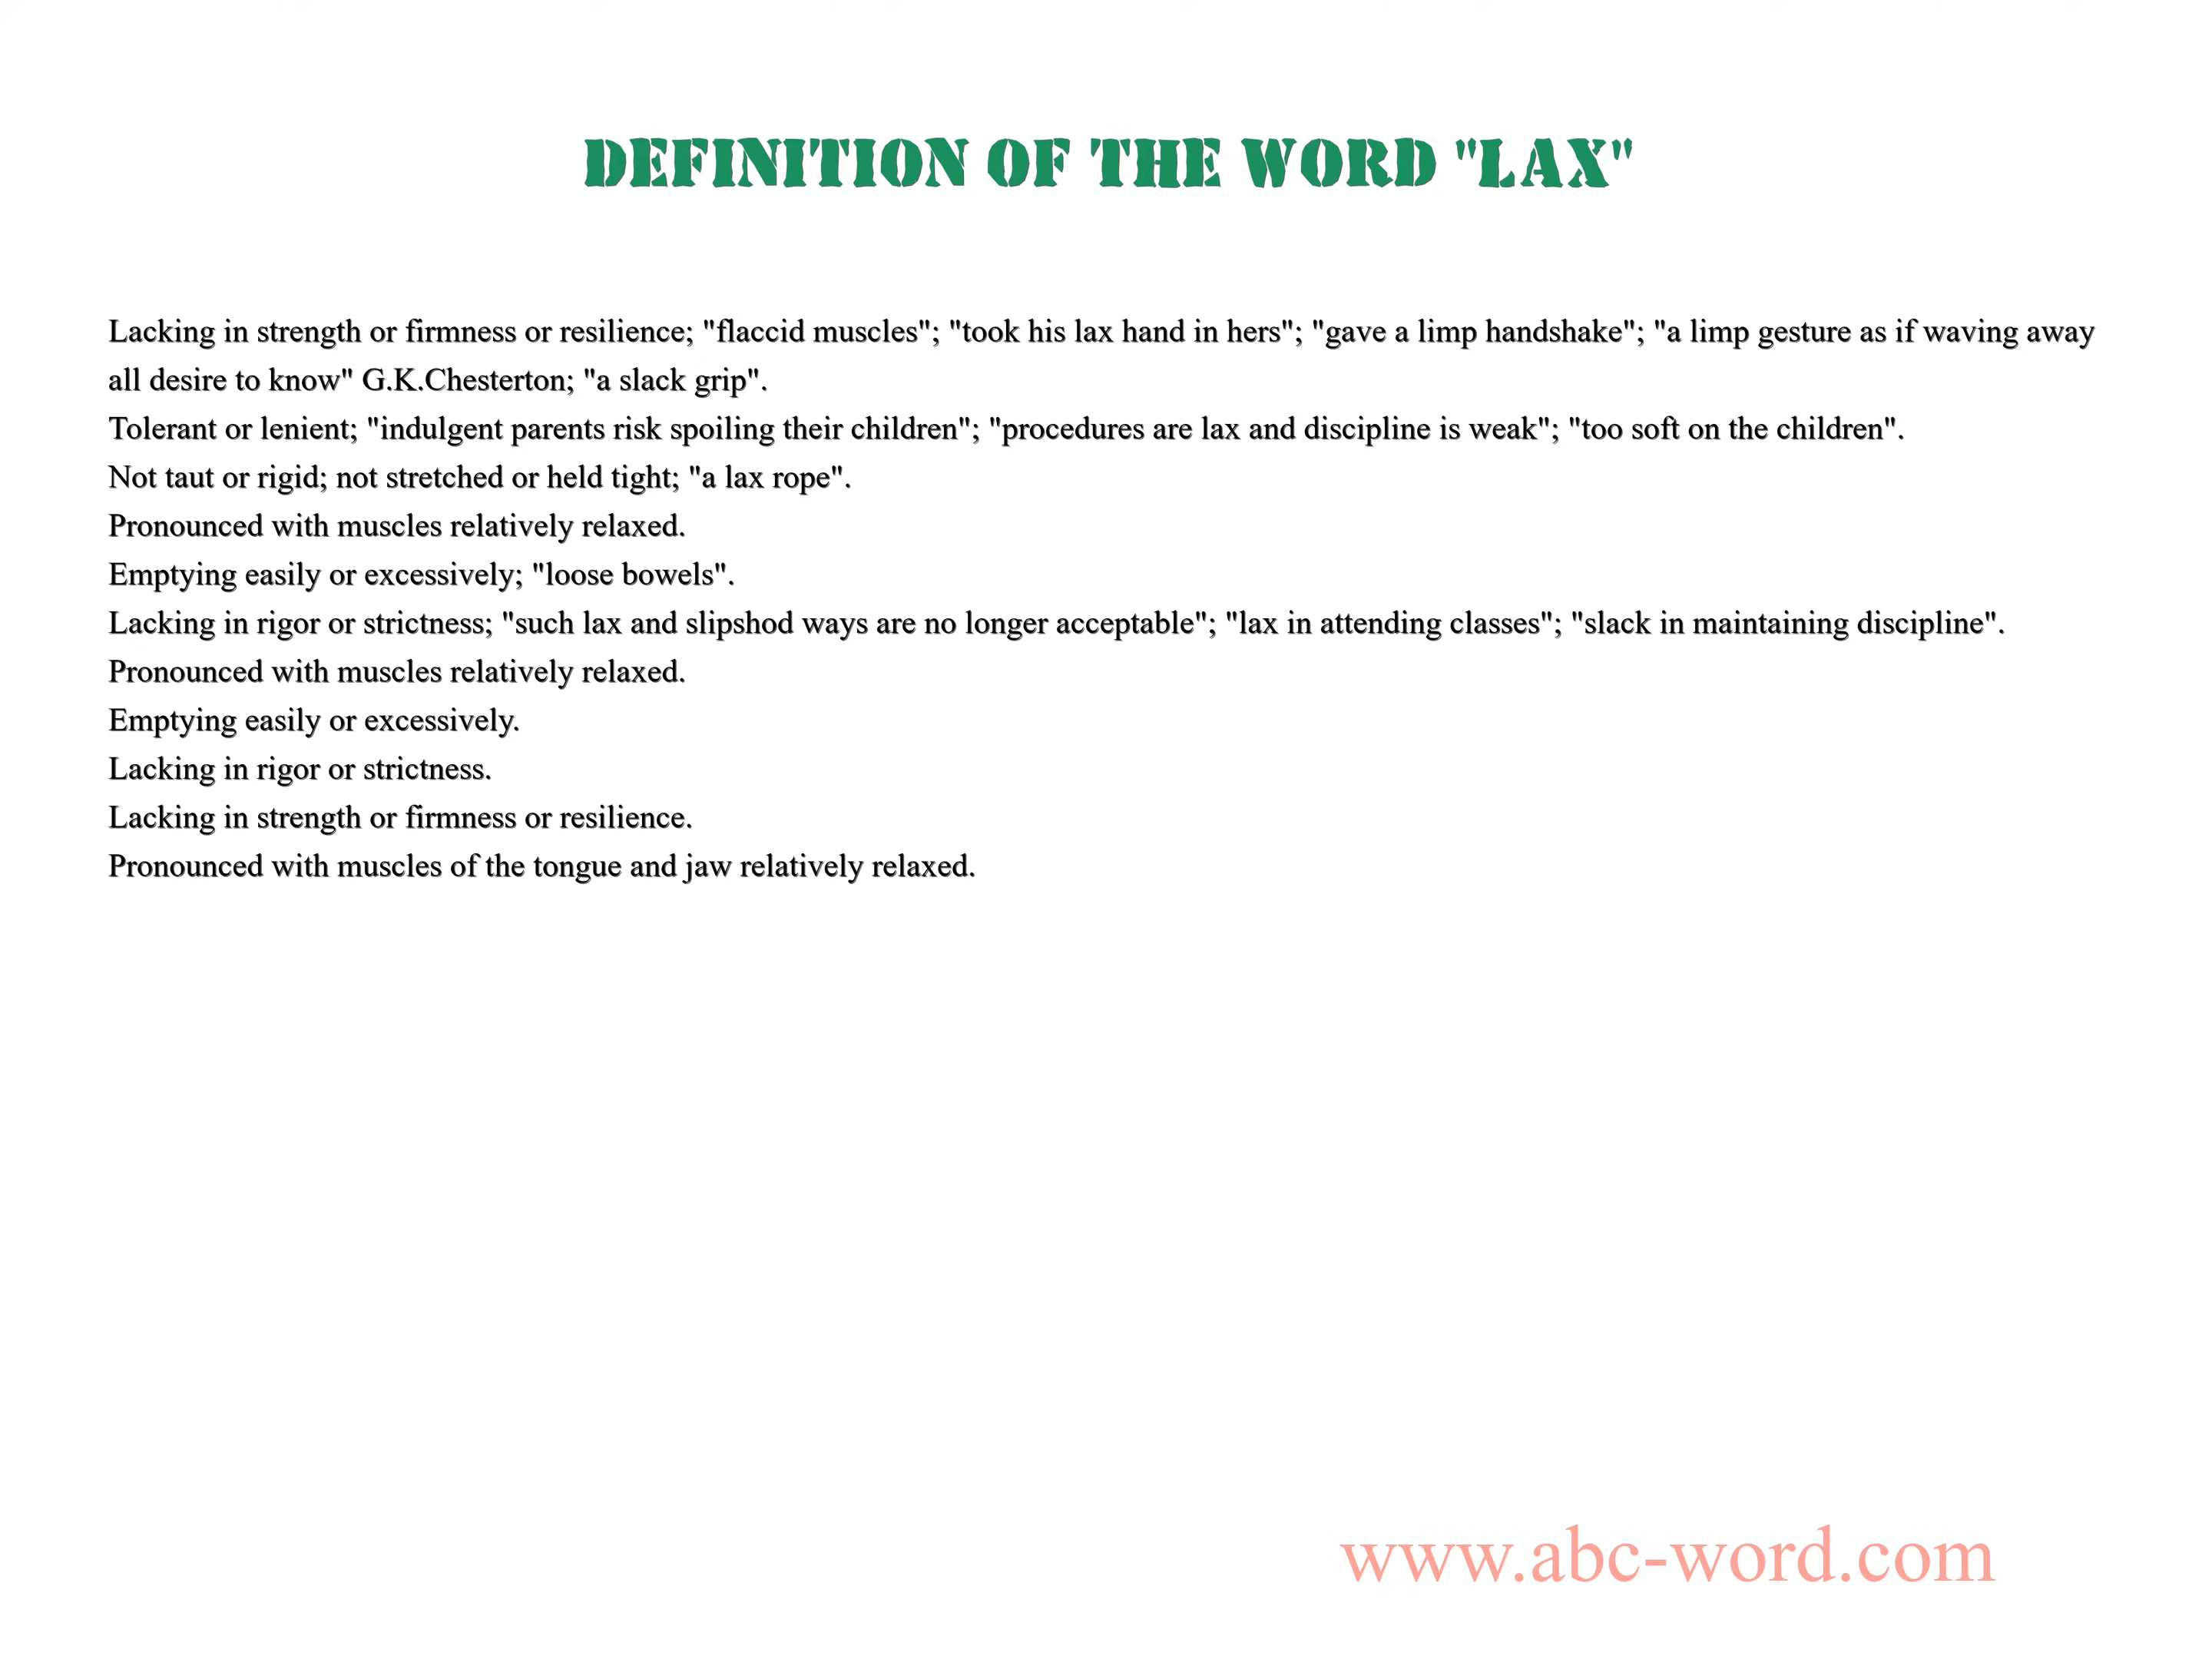 DEFINITION OF THE WORD "LAX"
Lacking in strength or firmness or resilience; "flaccid muscles"; "took his lax hand in hers"; "gave a limp handshake"; "a limp gesture as if waving away
all desire to know" G.K.Chesterton; "a slack grip".
Tolerant or lenient; "indulgent parents risk spoiling their children"; "procedures are lax and discipline is weak"; "too soft on the children".
Not taut or rigid; not stretched or held tight; "a lax rope".
Pronounced with muscles relatively relaxed.
Emptying easily or excessively; "loose bowels".
Lacking in rigor or strictness; "such lax and slipshod ways are no longer acceptable"; "lax in attending classes"; "slack in maintaining discipline".
Pronounced with muscles relatively relaxed.
Emptying easily or excessively.
Lacking in rigor or strictness.
Lacking in strength or firmness or resilience.
Pronounced with muscles of the tongue and jaw relatively relaxed.
www.abc-word.com